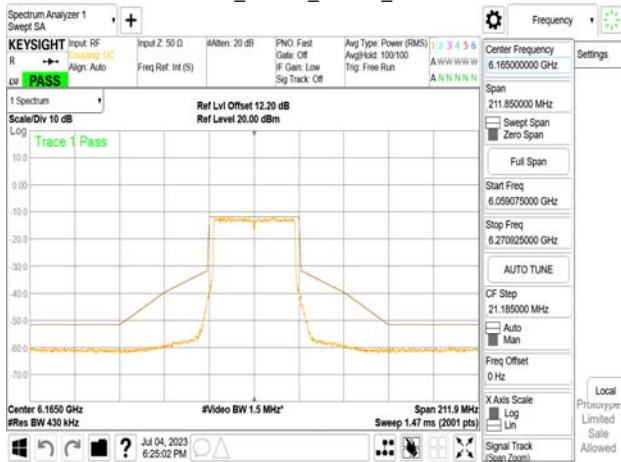 Spectrum Analyzer 1
Swept SA
+
Frequency
KEYSIGHT
R
LV
PASS
Input: RF
Coupling: DC
Align: Auto
Input Z: 50 Ω
Freq Ref: Int (S)
#Atten: 20 dB
PNO: Fast
Gate: Off
IF Gain: Low
Sig Track: Off
Avg Type: Power (RMS)
Avg|Hold: 100/100
Trig: Free Run
1 2 3 4 5 6
A W W W W W
A N N N N N
1 Spectrum
Scale/Div 10 dB
Ref Lvl Offset 12.20 dB
Ref Level 20.00 dBm
Log
Trace 1 Pass
10.0
0.00
-10.0
-20.0
-30.0
-40.0
-50.0
-60.0
-70.0
Center 6.1650 GHz
#Res BW 430 kHz
#Video BW 1.5 MHz*
Span 211.9 MHz
Sweep 1.47 ms (2001 pts)
?
Jul 04, 2023
6:25:02 PM
Center Frequency
6.165000000 GHz
Span
211.850000 MHz
Swept Span
Zero Span
Full Span
Start Freq
6.059075000 GHz
Stop Freq
6.270925000 GHz
AUTO TUNE
CF Step
21.185000 MHz
Auto
Man
Freq Offset
0 Hz
X Axis Scale
Log
Lin
Signal Track
(Span Zoom)
Settings
Local
Prototype
Limited
Sale
Allowed